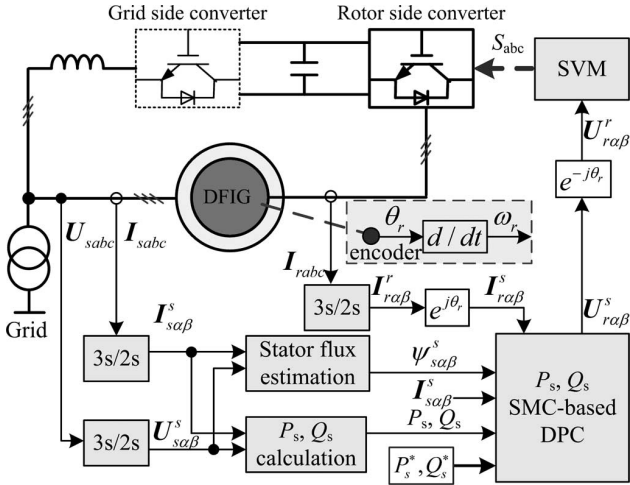 Grid side converter
Rotor side converter
S_abc
SVM
U^r_rαβ
e^{-jθ_r}
DFIG
θ_r
d / dt
ω_r
encoder
U_sabc
I_sabc
I_rabc
Grid
3s/2s
I^r_rαβ
e^{jθ_r}
I^s_rαβ
U^s_rαβ
I^s_sαβ
3s/2s
Stator flux
estimation
ψ^s_sαβ
I^s_sαβ
P_s, Q_s
SMC-based
DPC
3s/2s
U^s_sαβ
P_s, Q_s
calculation
P_s, Q_s
P_s^*, Q_s^*